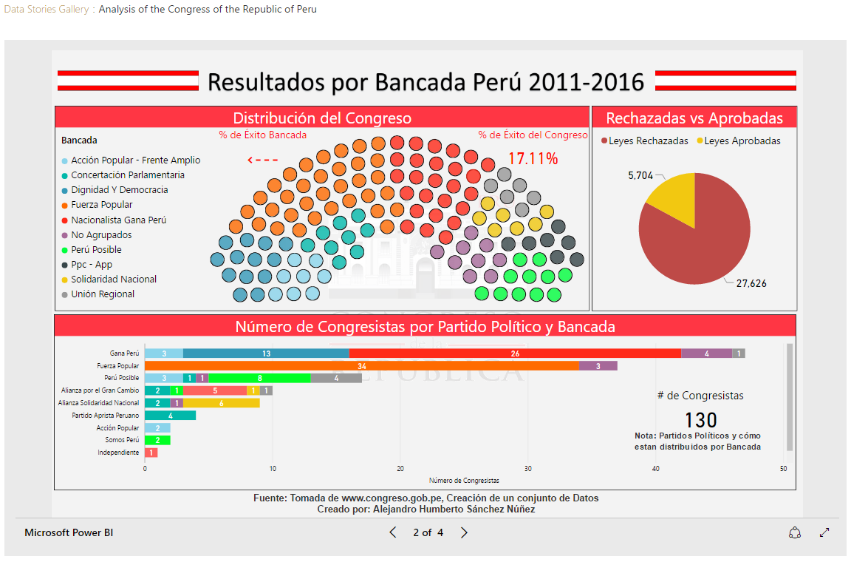 Data Stories Gallery : Analysis of the Congress of the Republic of Peru
Resultados por Bancada Perú 2011-2016
Distribución del Congreso
Rechazadas vs Aprobadas
Bancada
% de Éxito Bancada
% de Éxito del Congreso
17.11%
Acción Popular - Frente Amplio
Concertación Parlamentaria
Dignidad Y Democracia
Fuerza Popular
Nacionalista Gana Perú
No Agrupados
Perú Posible
Ppc - App
Solidaridad Nacional
Unión Regional
Leyes Rechazadas Leyes Aprobadas
5,704
27,626
Número de Congresistas por Partido Político y Bancada
Gana Perú 3 13 26 4 1
Fuerza Popular 34 3
Perú Posible 3 1 1 8 4
Alianza por el Gran Cambio 2 1 5 1 1
Alianza Solidaridad Nacional 2 1 6
Partido Aprista Peruano 4
Acción Popular 2
Somos Perú 2
Independiente 1
0 10 20 30 40 50
Número de Congresistas
# de Congresistas
130
Nota: Partidos Políticos y cómo
estan distribuidos por Bancada
REPÚBLICA
Fuente: Tomada de www.congreso.gob.pe, Creación de un conjunto de Datos
Creado por: Alejandro Humberto Sánchez Núñez
Microsoft Power BI
2 of 4